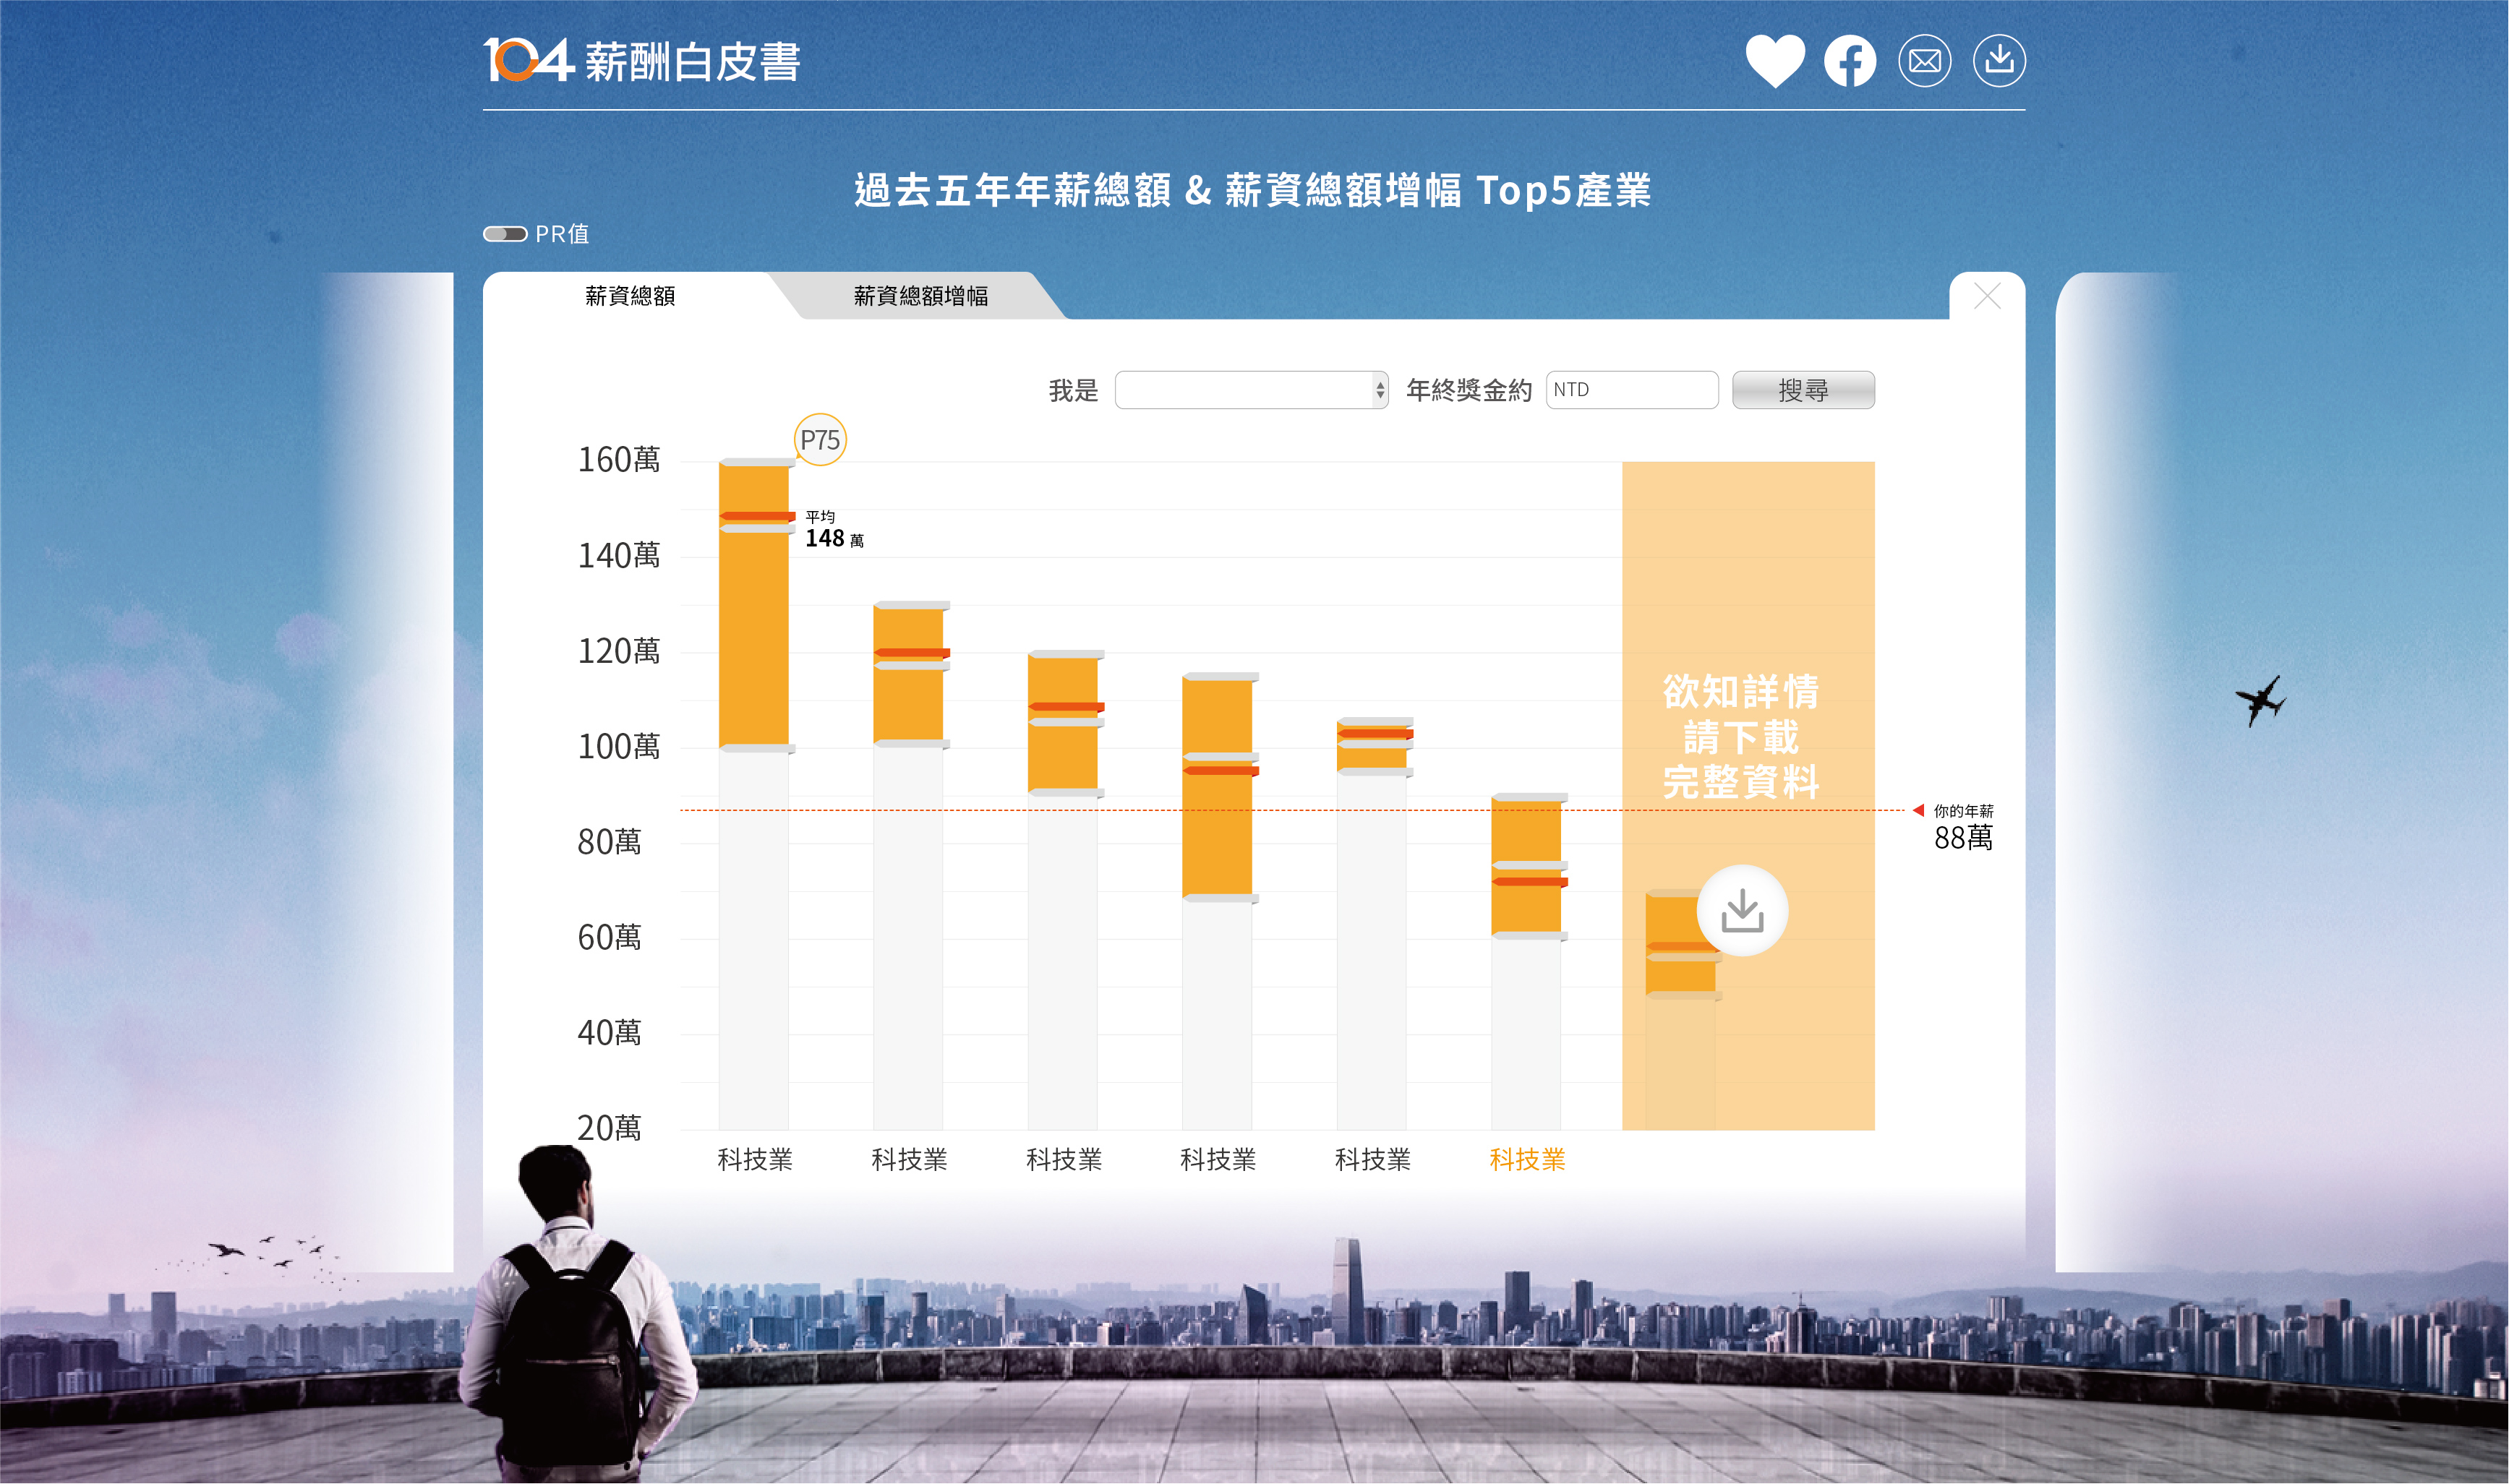 104 薪酬白皮書
過去五年年薪總額 & 薪資總額增幅 Top5產業
PR值
薪資總額
薪資總額增幅
我是
年終獎金約
NTD
搜尋
P75
160萬
平均
148 萬
140萬
120萬
100萬
80萬
60萬
40萬
20萬
欲知詳情
請下載
完整資料
你的年薪
88萬
科技業
科技業
科技業
科技業
科技業
科技業